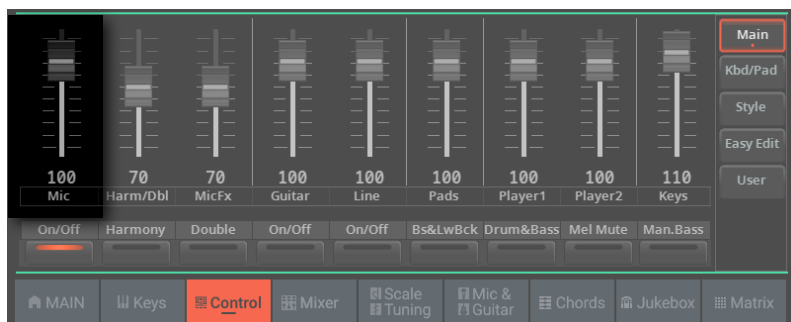 Main
Kbd/Pad
Style
Easy Edit
User
100 70 70 100 100 100 100 100 110
Mic Harm/Dbl MicFx Guitar Line Pads Player1 Player2 Keys
On/Off Harmony Double On/Off On/Off Bs&LwBck Drum&Bass Mel Mute Man.Bass
MAIN Keys Control Mixer Scale Tuning Mic & Guitar Chords Jukebox Matrix